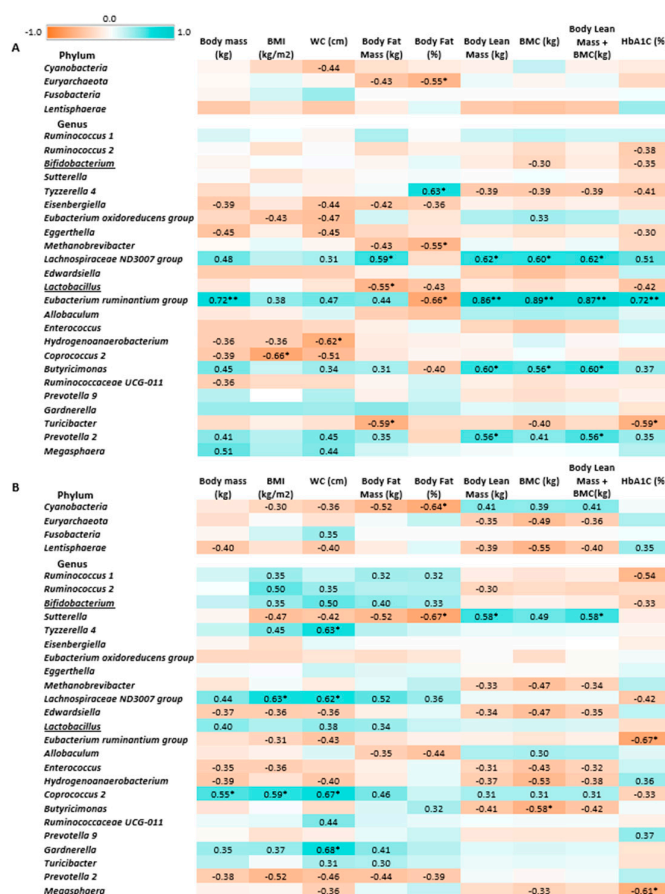 -1.0 0.0 1.0
A
Phylum Body mass (kg) BMI (kg/m2) WC (cm) Body Fat Mass (kg) Body Fat (%) Body Lean Mass (kg) BMC (kg) Body Lean Mass + BMC(kg) HbA1C (%
Cyanobacteria -0.44
Euryarchaeota -0.43 -0.55*
Fusobacteria
Lentisphaerae
Genus
Ruminococcus 1
Ruminococcus 2 -0.38
Bifidobacterium -0.30 -0.35
Sutterella
Tyzzerella 4 0.63* -0.39 -0.39 -0.39 -0.41
Eisenbergiella -0.39 -0.44 -0.42 -0.36
Eubacterium oxidoreducens group -0.43 -0.47 0.33
Eggerthella -0.45 -0.45 -0.30
Methanobrevibacter -0.43 -0.55*
Lachnospiraceae ND3007 group 0.48 0.31 0.59* 0.62* 0.60* 0.62* 0.51
Edwardsiella
Lactobacillus -0.55* -0.43 -0.42
Eubacterium ruminantium group 0.72** 0.38 0.47 0.44 -0.66* 0.86** 0.89** 0.87** 0.72**
Allobaculum
Enterococcus
Hydrogenoanaerobacterium -0.36 -0.36 -0.62*
Coprococcus 2 -0.39 -0.66* -0.51
Butyricimonas 0.45 0.34 0.31 -0.40 0.60* 0.56* 0.60* 0.37
Ruminococcaceae UCG-011 -0.36
Prevotella 9
Gardnerella
Turicibacter -0.59* -0.40 -0.59*
Prevotella 2 0.41 0.45 0.35 0.56* 0.41 0.56* 0.35
Megasphaera 0.51 0.44
B
Phylum Body mass (kg) BMI (kg/m2) WC (cm) Body Fat Mass (kg) Body Fat (%) Body Lean Mass (kg) BMC (kg) Body Lean Mass + BMC(kg) HbA1C (%
Cyanobacteria -0.30 -0.36 -0.52 -0.64* 0.41 0.39 0.41
Euryarchaeota -0.35 -0.49 -0.36
Fusobacteria 0.35
Lentisphaerae -0.40 -0.40 -0.39 -0.55 -0.40 0.35
Genus
Ruminococcus 1 0.35 0.32 0.32 -0.54
Ruminococcus 2 0.50 0.35 -0.30
Bifidobacterium 0.35 0.50 0.40 0.33 -0.33
Sutterella -0.47 -0.42 -0.52 -0.67* 0.58* 0.49 0.58*
Tyzzerella 4 0.45 0.63*
Eisenbergiella
Eubacterium oxidoreducens group
Eggerthella
Methanobrevibacter -0.33 -0.47 -0.34
Lachnospiraceae ND3007 group 0.44 0.63* 0.62* 0.52 0.36 -0.42
Edwardsiella -0.37 -0.36 -0.36 -0.34 -0.47 -0.35
Lactobacillus 0.40 0.38 0.34
Eubacterium ruminantium group -0.31 -0.43 -0.67*
Allobaculum -0.35 -0.44 0.30
Enterococcus -0.35 -0.36 -0.31 -0.43 -0.32
Hydrogenoanaerobacterium -0.39 -0.40 -0.37 -0.53 -0.38 0.36
Coprococcus 2 0.55* 0.59* 0.67* 0.46 0.31 0.31 0.31 -0.33
Butyricimonas 0.32 -0.41 -0.58* -0.42
Ruminococcaceae UCG-011 0.44
Prevotella 9 0.37
Gardnerella 0.35 0.37 0.68* 0.41
Turicibacter 0.31 0.30
Prevotella 2 -0.38 -0.52 -0.46 -0.44 -0.39
Megasphaera -0.36 -0.33 -0.61*